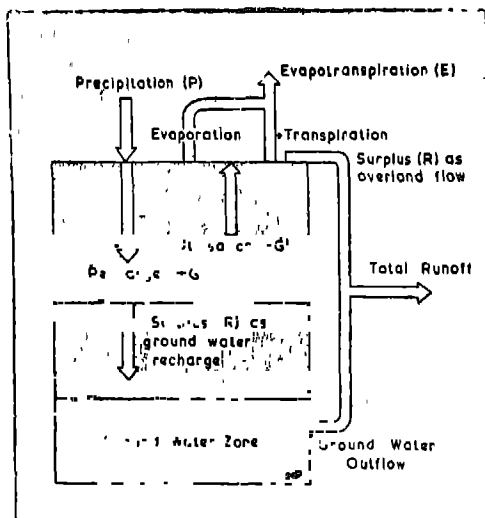 Evapotranspiration (E)
Precipitation (P)
Evaporation
+Transpiration
Surplus (R) as
overland flow
Total Runoff
ground water
recharge
Water Zone
Ground Water
Outflow